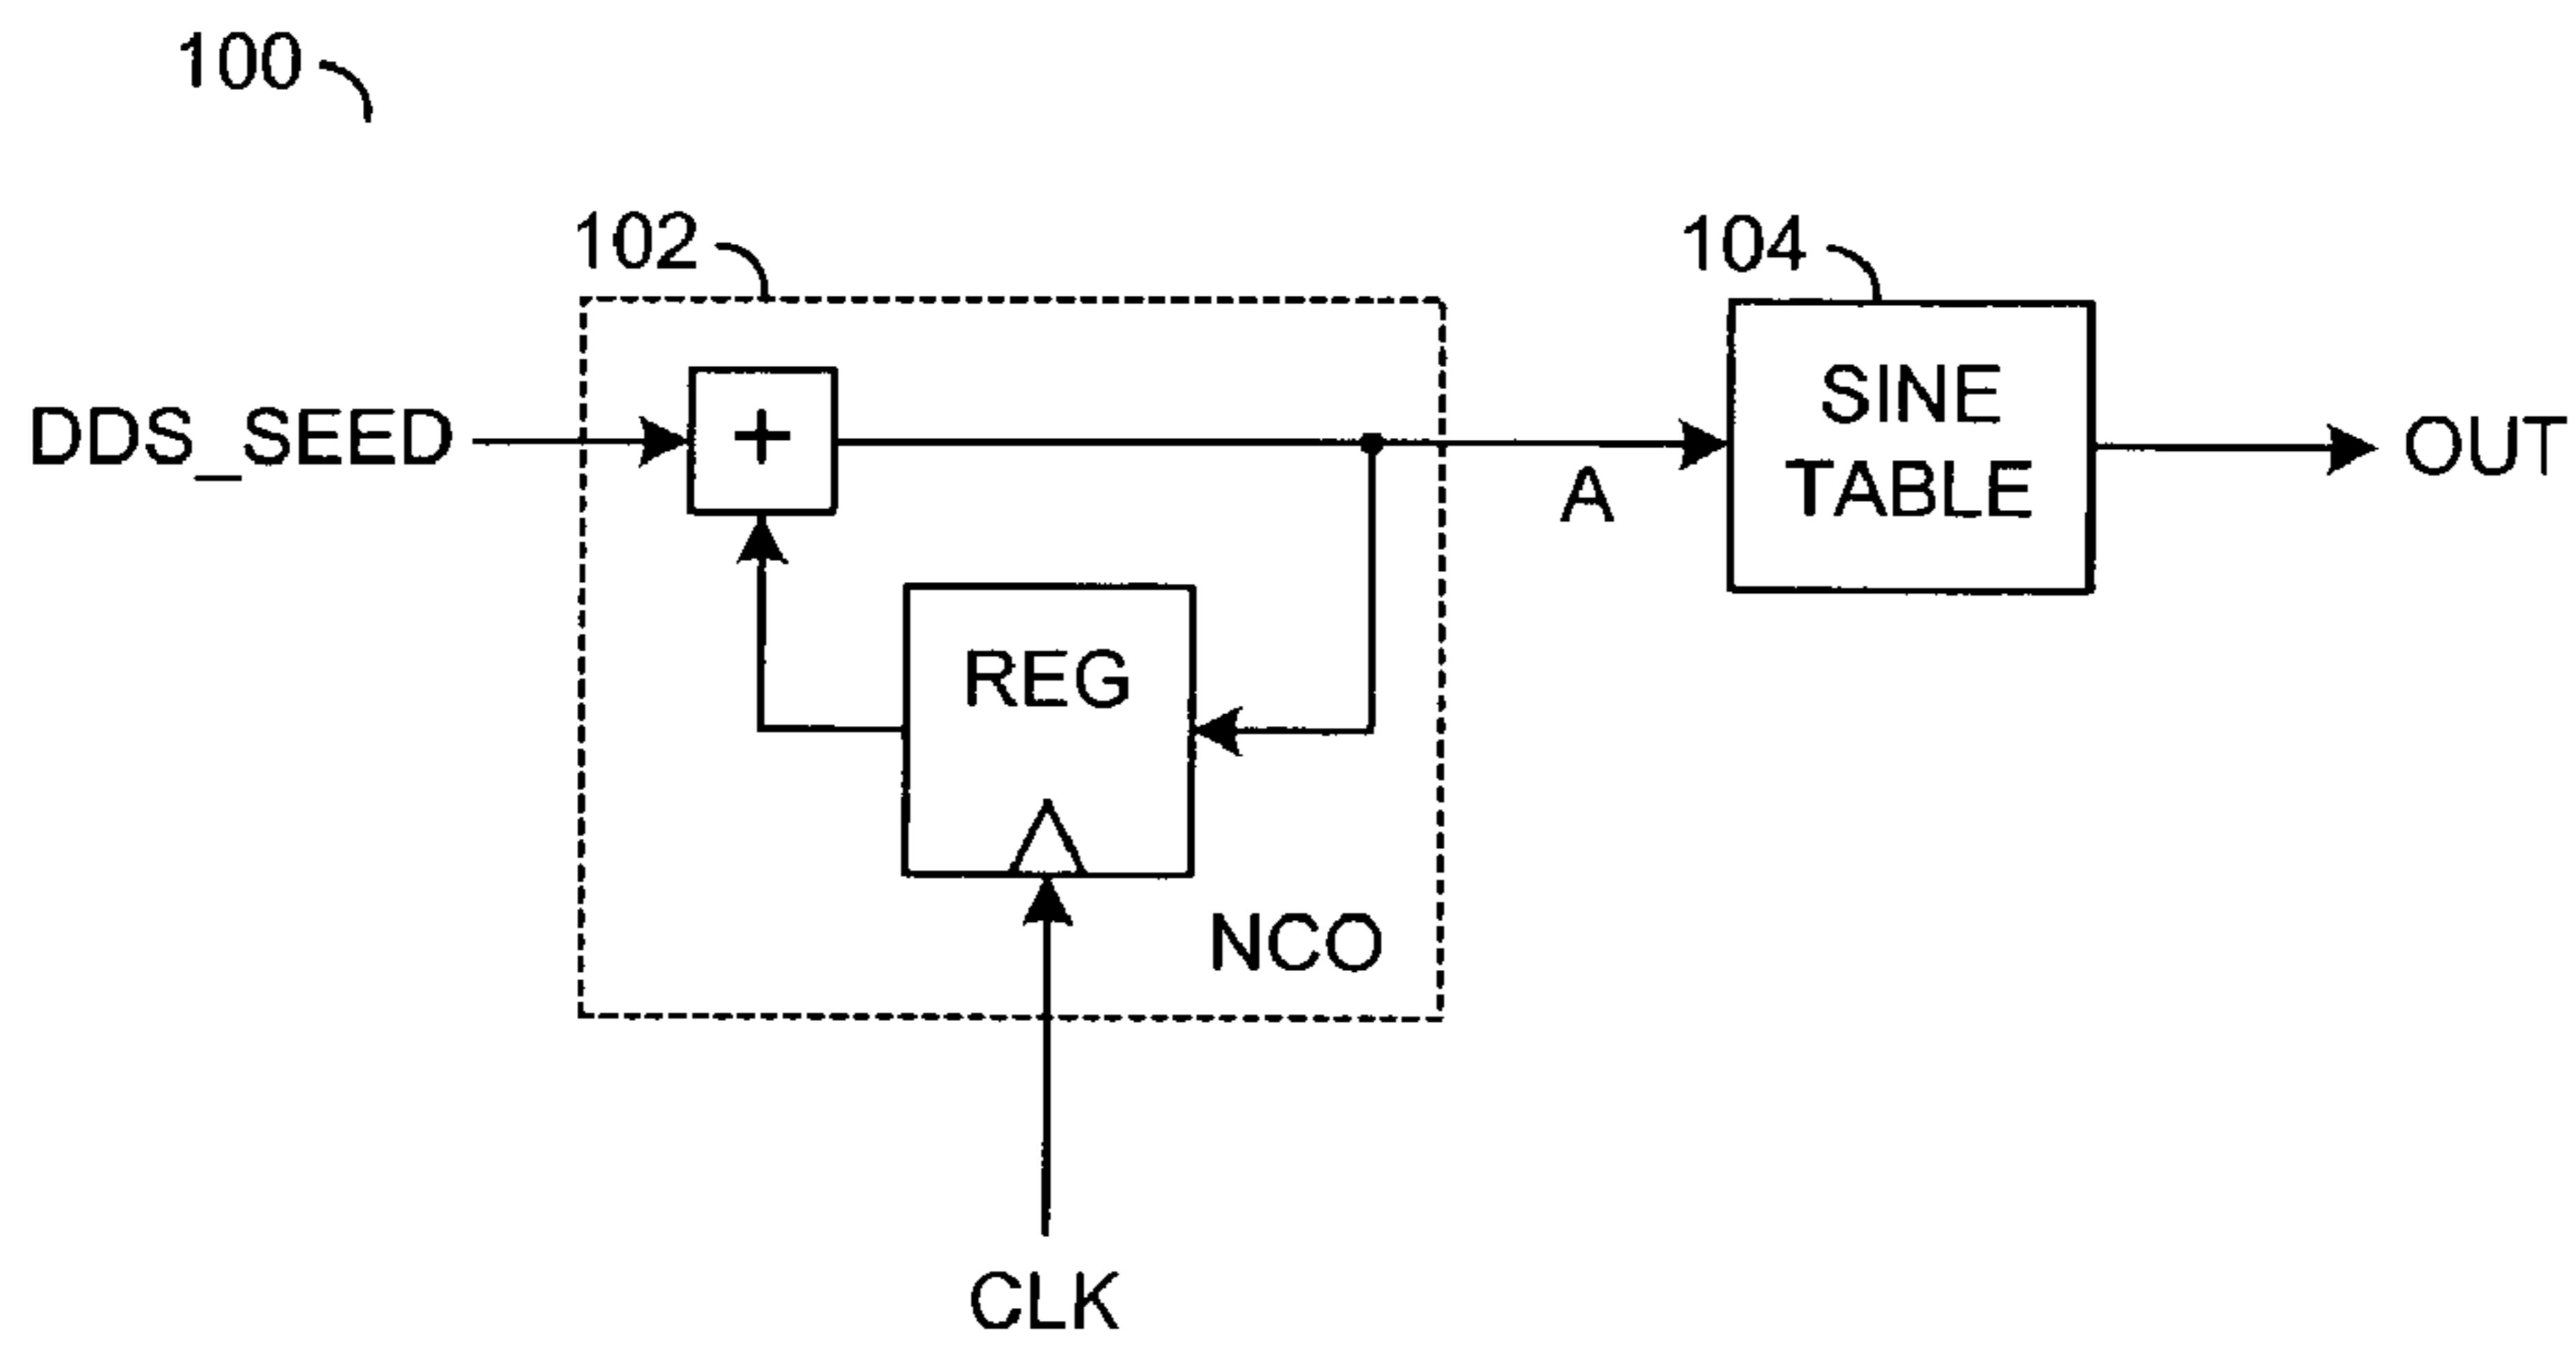 100
102
104
DDS_SEED
+
A
SINE
TABLE
OUT
REG
NCO
CLK